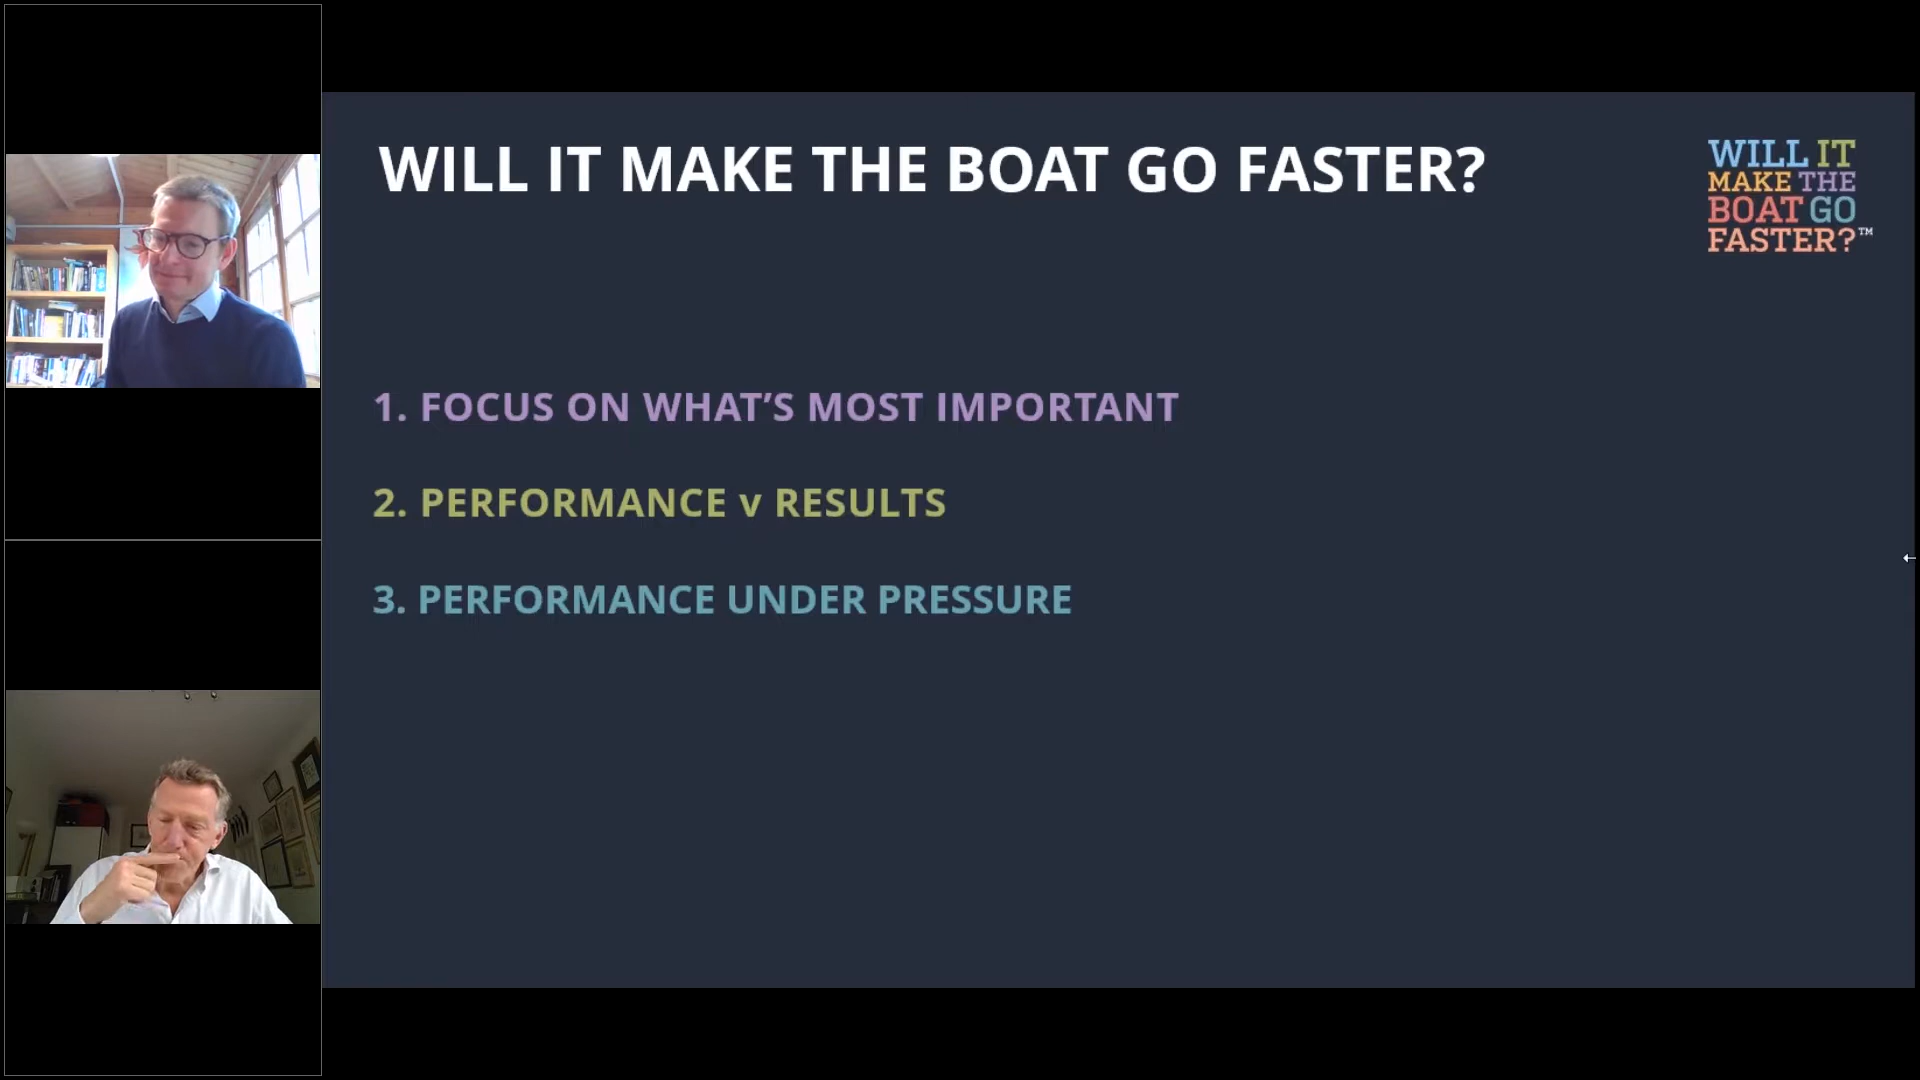 WILL IT MAKE THE BOAT GO FASTER?
WILL IT
MAKE THE
BOAT GO
FASTER?™
1. FOCUS ON WHAT’S MOST IMPORTANT
2. PERFORMANCE v RESULTS
3. PERFORMANCE UNDER PRESSURE